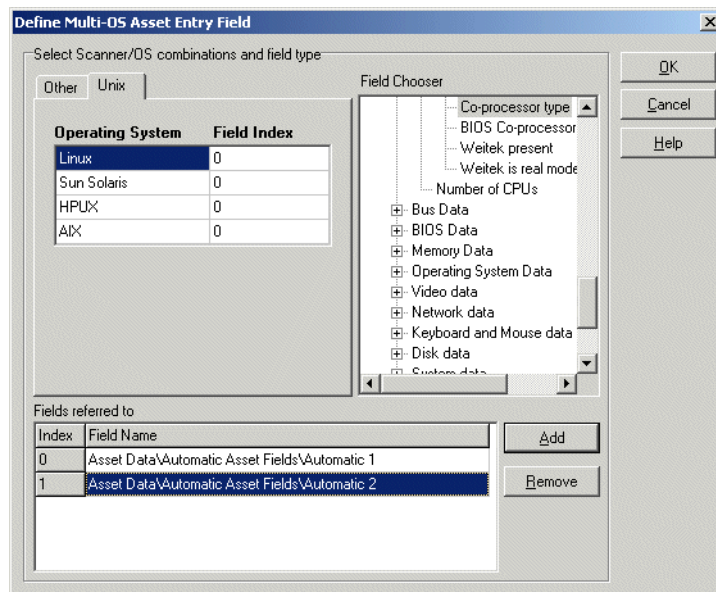 Define Multi-OS Asset Entry Field
Select Scanner/OS combinations and field type
Other Unix
Operating System Field Index
Linux 0
Sun Solaris 0
HPUX 0
AIX 0
Field Chooser
Co-processor type
BIOS Co-processor
Weitek present
Weitek is real mode
Number of CPUs
Bus Data
BIOS Data
Memory Data
Operating System Data
Video data
Network data
Keyboard and Mouse data
Disk data
System data
OK
Cancel
Help
Fields referred to
Index Field Name
0 Asset Data\Automatic Asset Fields\Automatic 1
1 Asset Data\Automatic Asset Fields\Automatic 2
Add
Remove